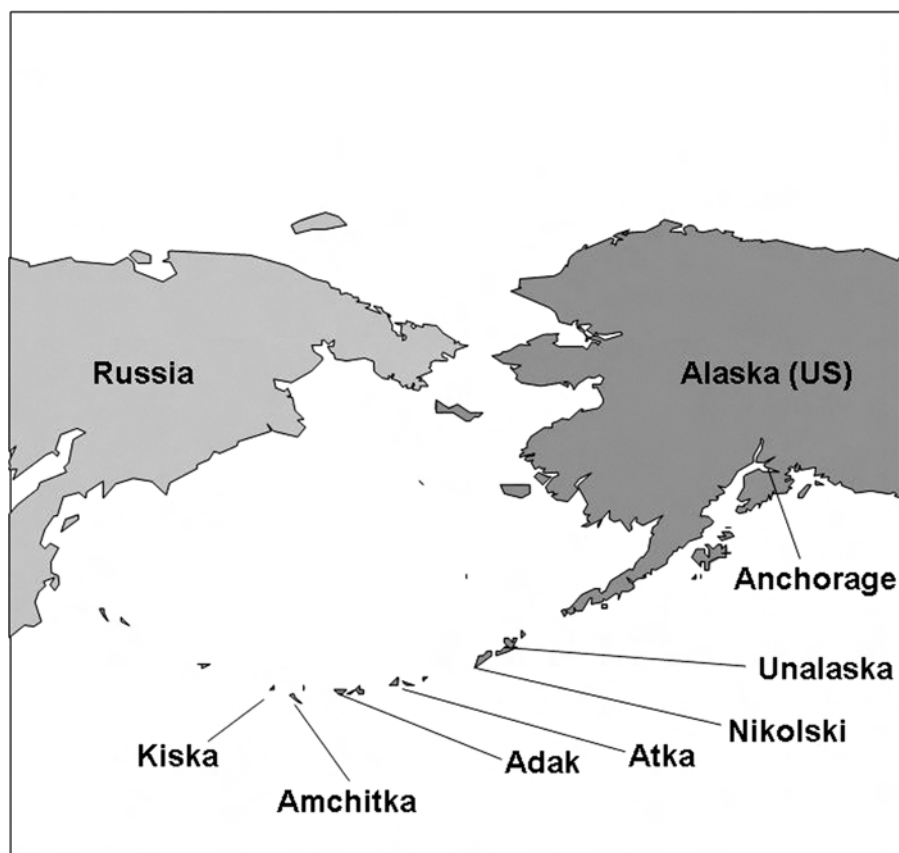 Russia
Alaska (US)
Anchorage
Unalaska
Nikolski
Kiska
Adak
Atka
Amchitka